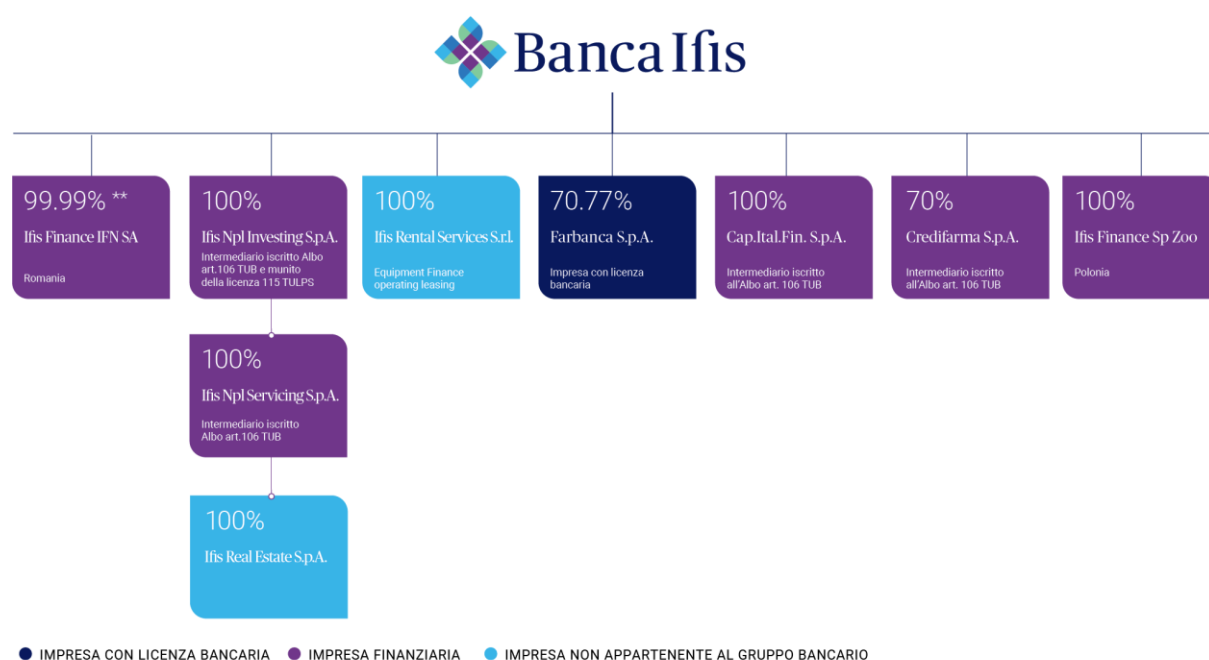 Banca Ifis
99.99% **
Ifis Finance IFN SA
Romania
100%
Ifis Npl Investing S.p.A.
Intermediario iscritto Albo
art.106 TUB e munito
della licenza 115 TULPS
100%
Ifis Rental Services S.r.l.
Equipment Finance
operating leasing
70.77%
Farbanca S.p.A.
Impresa con licenza
bancaria
100%
Cap.Ital.Fin. S.p.A.
Intermediario iscritto
all'Albo art. 106 TUB
70%
Credifarma S.p.A.
Intermediario iscritto
all'Albo art. 106 TUB
100%
Ifis Finance Sp Zoo
Polonia
100%
Ifis Npl Servicing S.p.A.
Intermediario iscritto
Albo art.106 TUB
100%
Ifis Real Estate S.p.A.
IMPRESA CON LICENZA BANCARIA
IMPRESA FINANZIARIA
IMPRESA NON APPARTENENTE AL GRUPPO BANCARIO